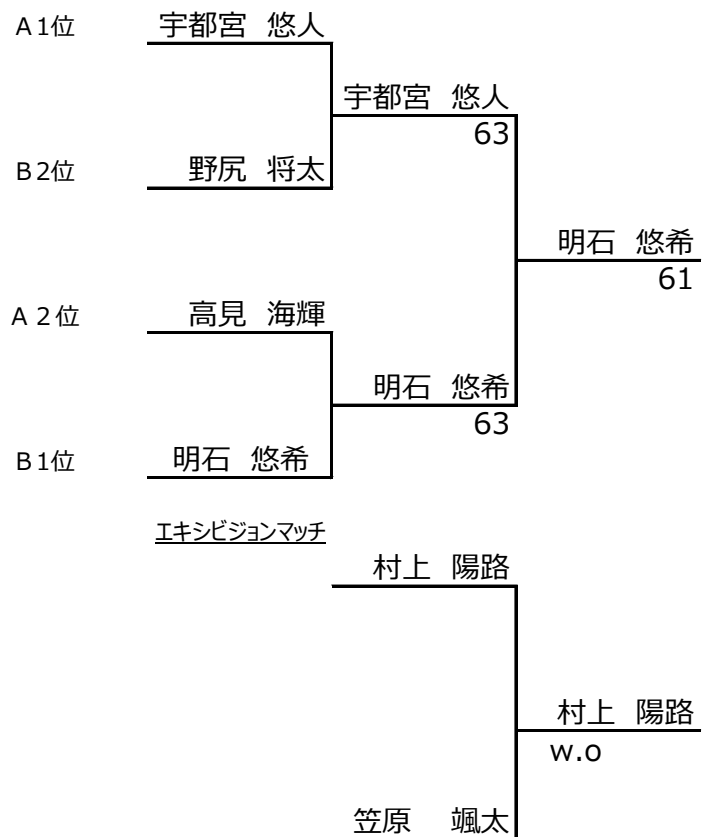 A1位 宇都宮 悠人
宇都宮 悠人
63
B2位 野尻 将太
明石 悠希
61
A 2位 高見 海輝
明石 悠希
63
B1位 明石 悠希
エキシビジョンマッチ
村上 陽路
村上 陽路
w.o
笠原 颯太